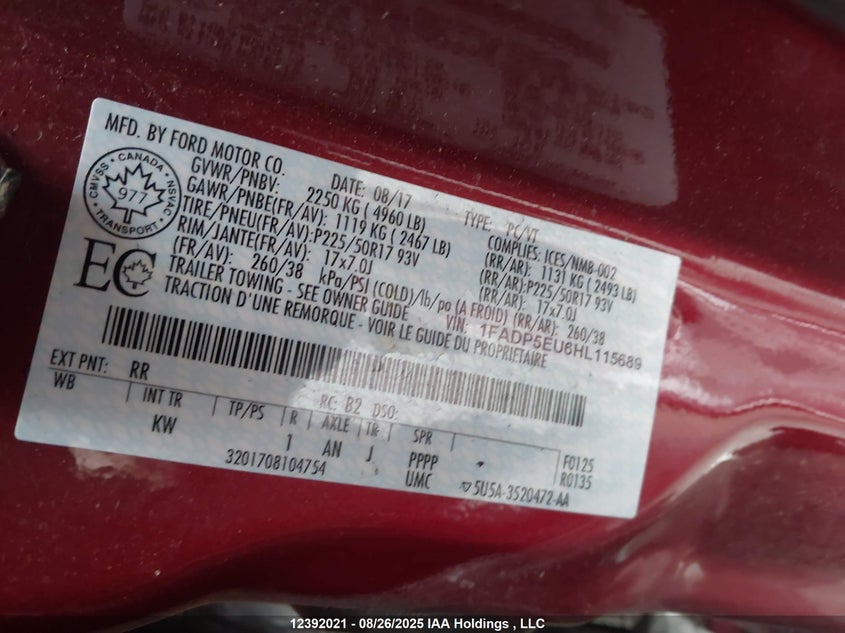 MFD. BY FORD MOTOR CO.
DATE: 08/17
TYPE: PC/VT
GVWR/PNBV: 2250 KG ( 4960 LB)
COMPLIES: ICES/NMB-002
GAWR/PNBE(FR/AV): 1119 KG ( 2467 LB)
(RR/AR): 1131 KG ( 2493 LB)
TIRE/PNEU(FR/AV):P225/50R17 93V
(RR/AR):P225/50R17 93V
RIM/JANTE(FR/AV): 17x7.0J
(RR/AR): 17x7.0J
(FR/AV): 260/38 kPa/PSI (COLD)/lb/po (A FROID) (RR/AR): 260/38
TRAILER TOWING - SEE OWNER GUIDE
VIN: 1FADP5EU6HL115689
TRACTION D'UNE REMORQUE - VOIR LE GUIDE DU PROPRIETAIRE
CANADA
CMVSS
NSVAC
977
TRANSPORT
EC
EXT PNT: RR
RC: B2 DSO:
WB
INT TR
TP/PS
R
AXLE
TR
SPR
KW
1
AN
J
PPPP
UMC
F0125
R0135
3201708104754
5U5A-3520472-AA
12392021 - 08/26/2025 IAA Holdings , LLC